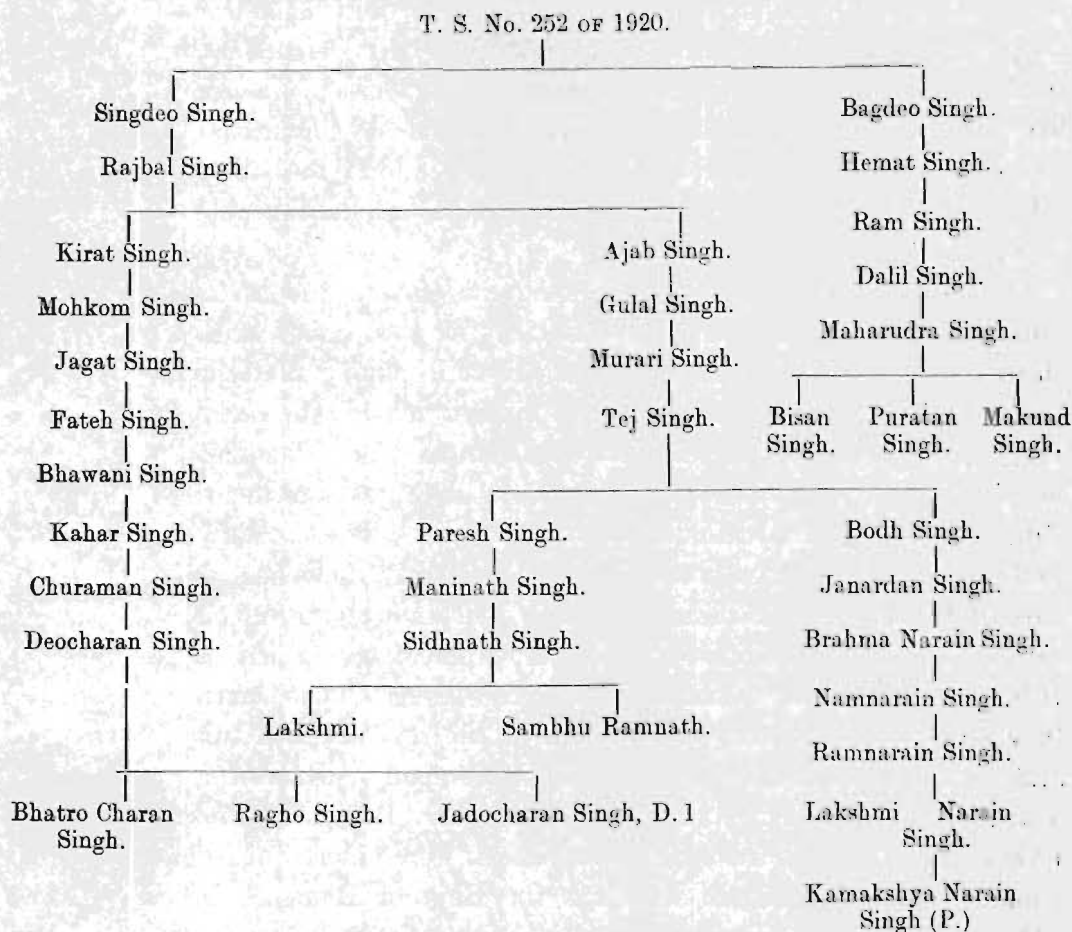 T. S. No. 252 OF 1920.
Singdeo Singh. Bagdeo Singh.
Rajbal Singh. Hemat Singh.
Kirat Singh. Ajab Singh. Ram Singh.
Mohkom Singh. Gulal Singh. Dalil Singh.
Jagat Singh. Murari Singh. Maharudra Singh.
Fateh Singh. Tej Singh. Bisan Puratan Makund
Singh. Singh. Singh.
Bhawani Singh.
Kahar Singh. Paresh Singh. Bodh Singh.
Churaman Singh. Maninath Singh. Janardan Singh.
Deocharan Singh. Sidhnath Singh. Brahma Narain Singh.
Lakshmi. Sambhu Ramnath. Namnarain Singh.
Ramnarain Singh.
Bhatro Charan Ragho Singh. Jadocharan Singh, D. 1 Lakshmi Narain
Singh. Singh.
Kamakshya Narain
Singh (P.)